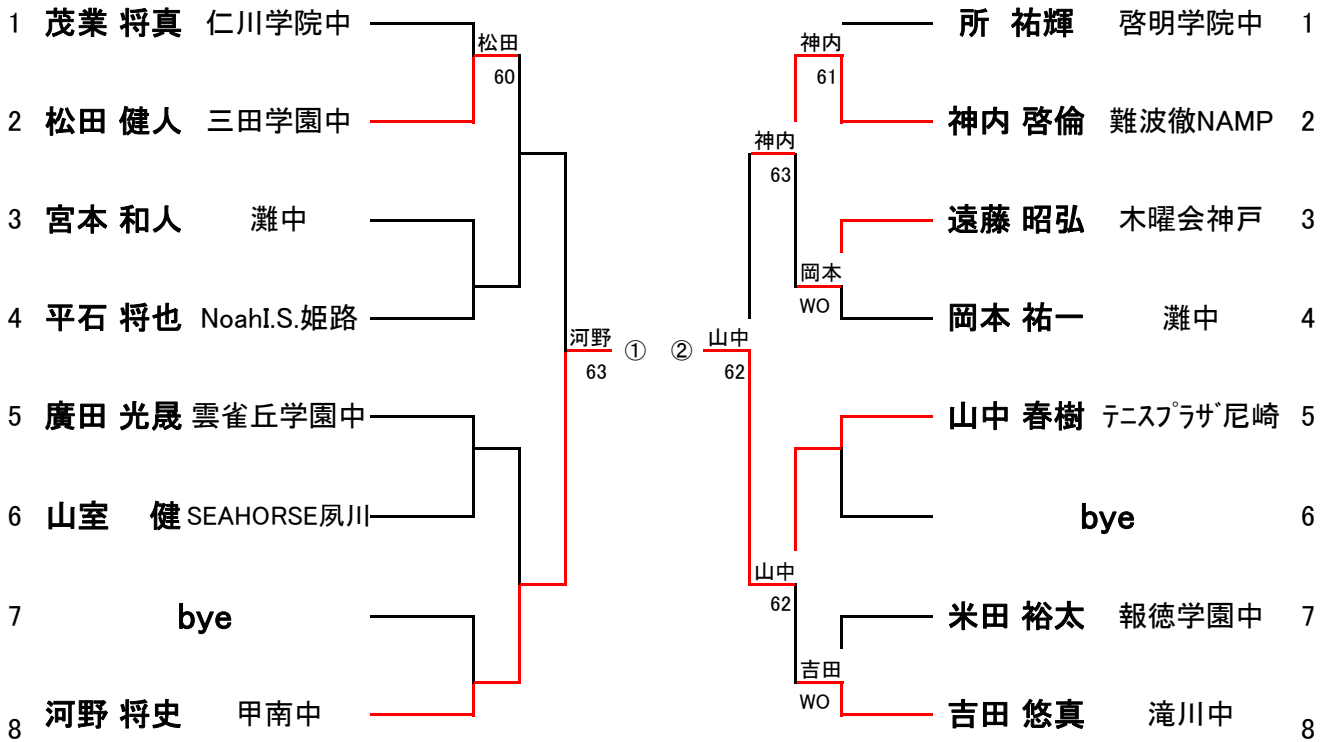 1 茂業 将真 仁川学院中
松田
60
2 松田 健人 三田学園中
3 宮本 和人 灘中
4 平石 将也 NoahI.S.姫路
河野
63
①
5 廣田 光晟 雲雀丘学園中
6 山室 健 SEAHORSE夙川
7 bye
8 河野 将史 甲南中
所 祐輝 啓明学院中 1
神内
61
神内 啓倫 難波徹NAMP 2
神内
63
遠藤 昭弘 木曜会神戸 3
岡本
WO
岡本 祐一 灘中 4
② 山中
62
山中 春樹 テニスプラザ尼崎 5
bye 6
山中
62
米田 裕太 報徳学園中 7
吉田
WO
吉田 悠真 滝川中 8